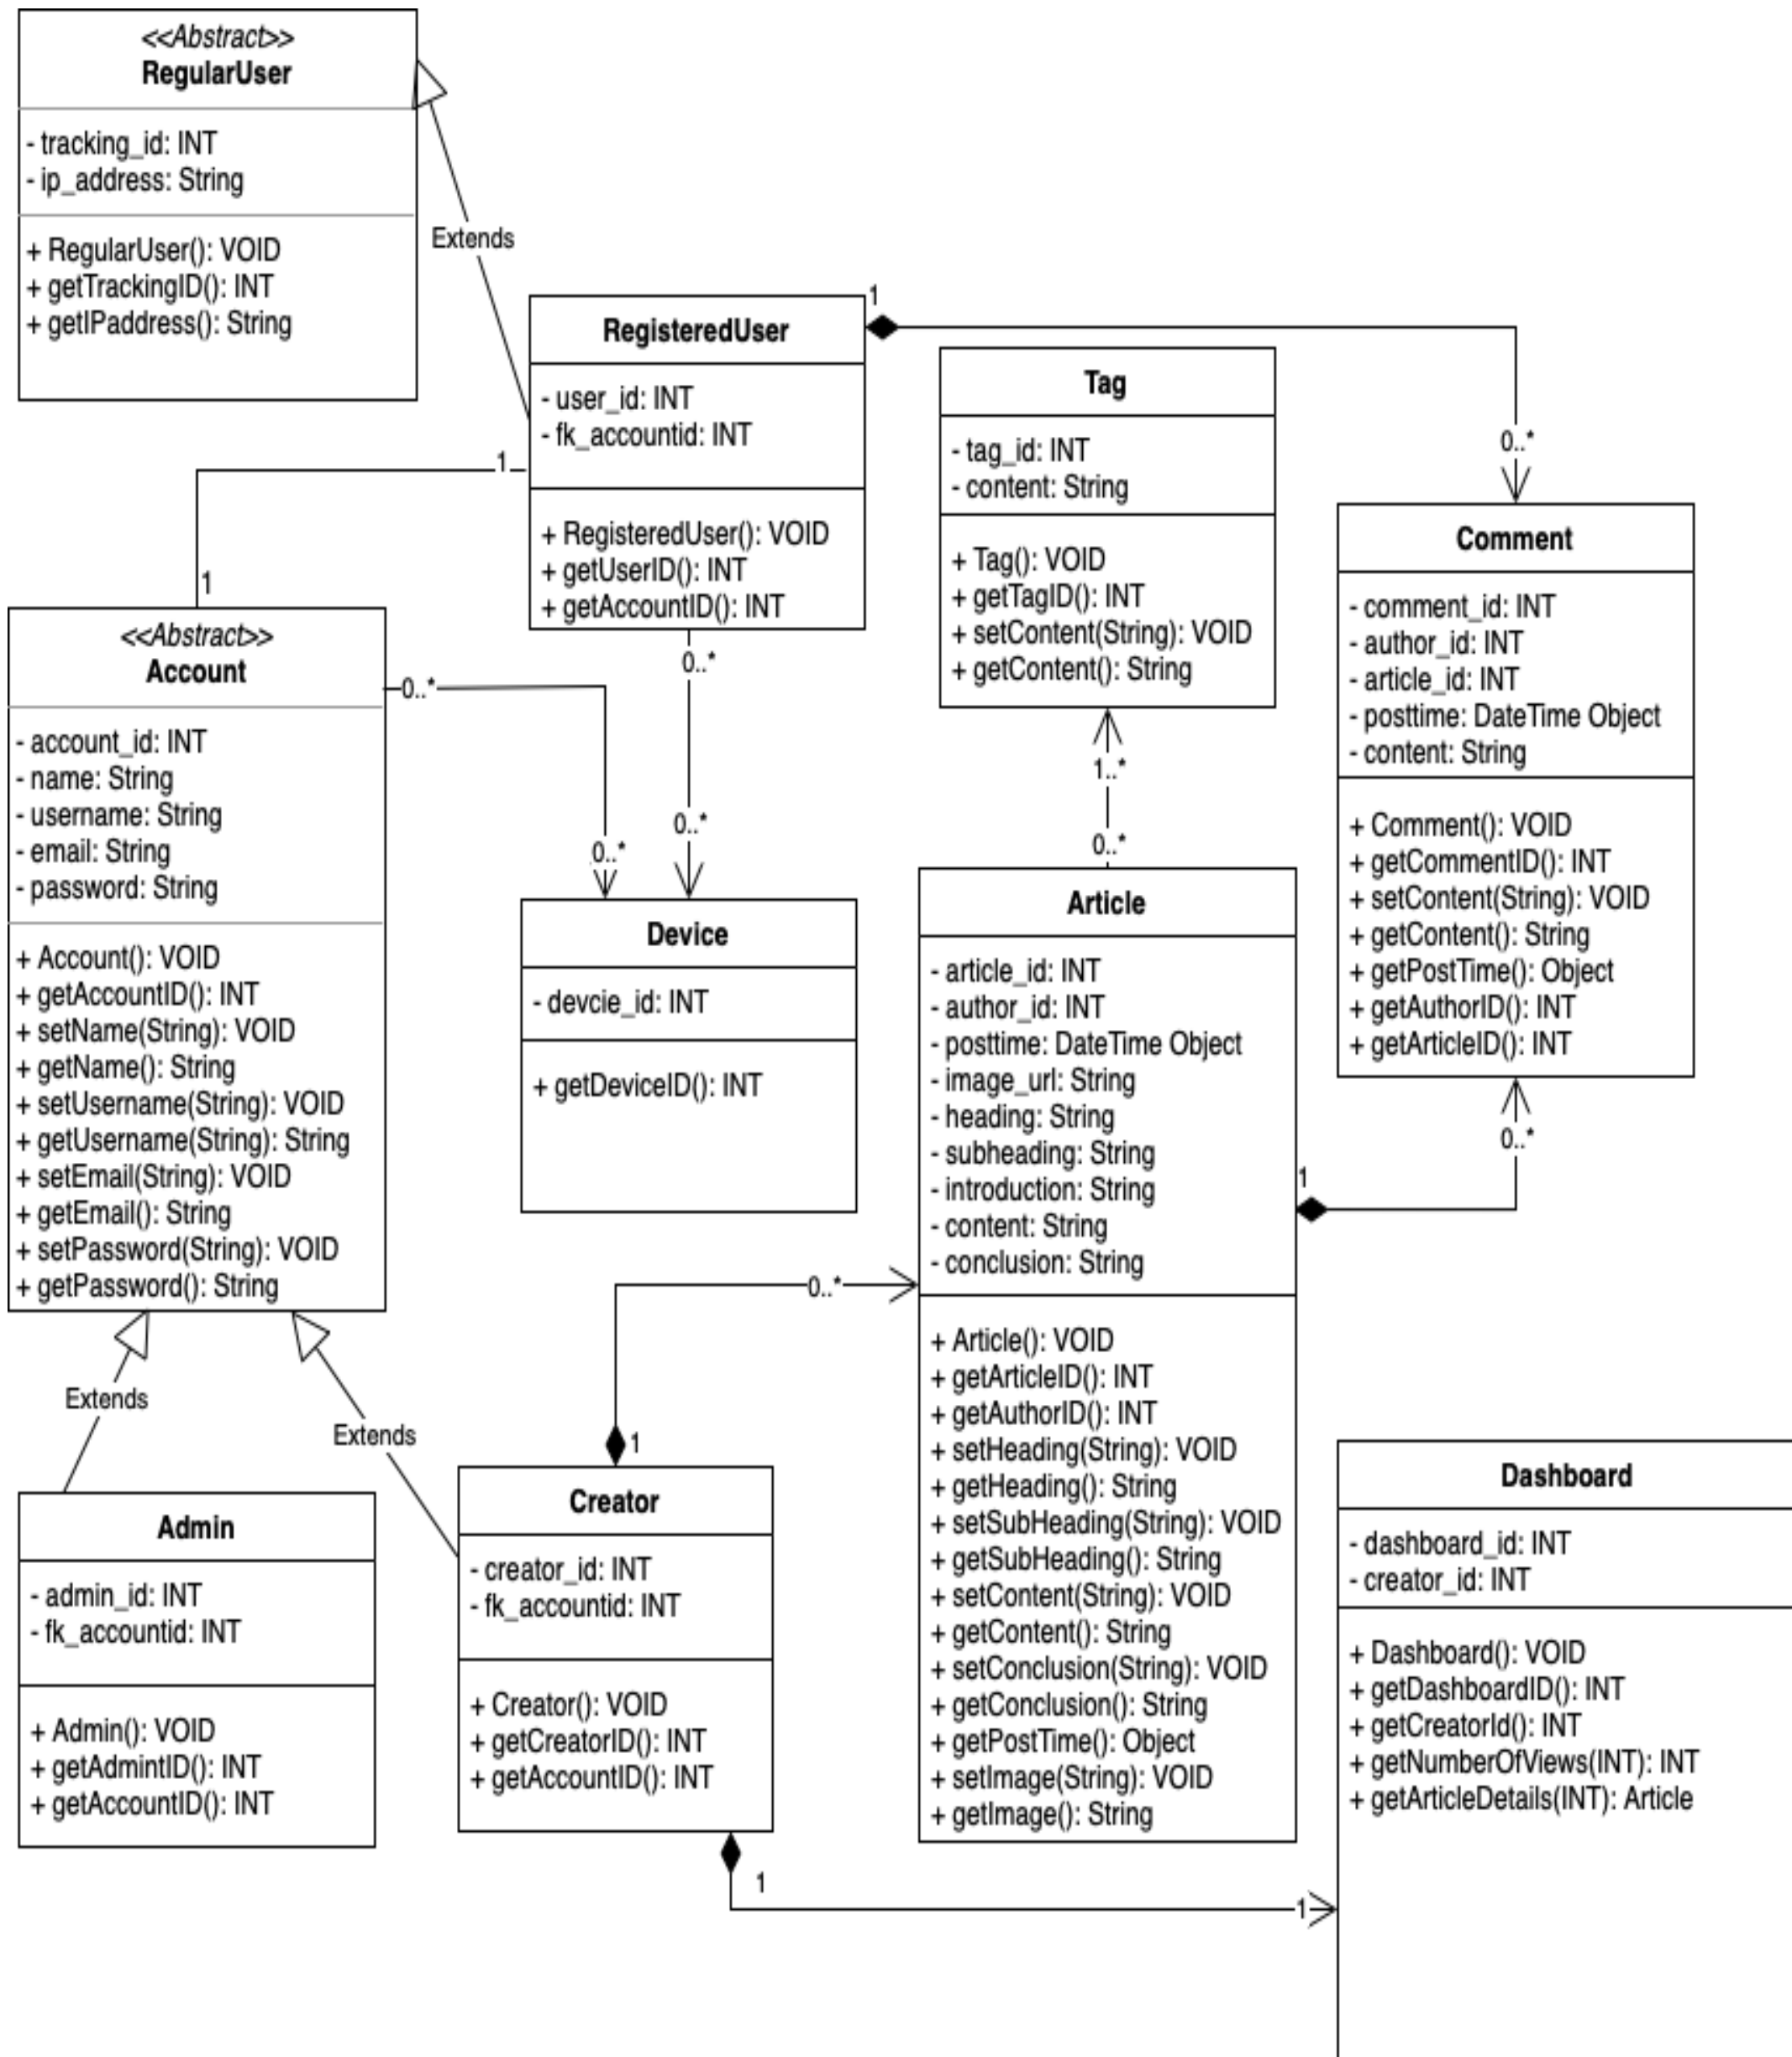 <<Abstract>>
RegularUser
- tracking_id: INT
- ip_address: String
+ RegularUser(): VOID
+ getTrackingID(): INT
+ getIPaddress(): String
Extends
RegisteredUser
- user_id: INT
- fk_accountid: INT
+ RegisteredUser(): VOID
+ getUserID(): INT
+ getAccountID(): INT
1
0..*
1
1
0..*
0..*
Tag
- tag_id: INT
- content: String
+ Tag(): VOID
+ getTagID(): INT
+ setContent(String): VOID
+ getContent(): String
1..*
0..*
Comment
- comment_id: INT
- author_id: INT
- article_id: INT
- posttime: DateTime Object
- content: String
+ Comment(): VOID
+ getCommentID(): INT
+ setContent(String): VOID
+ getContent(): String
+ getPostTime(): Object
+ getAuthorID(): INT
+ getArticleID(): INT
0..*
1
<<Abstract>>
Account
- account_id: INT
- name: String
- username: String
- email: String
- password: String
+ Account(): VOID
+ getAccountID(): INT
+ setName(String): VOID
+ getName(): String
+ setUsername(String): VOID
+ getUsername(String): String
+ setEmail(String): VOID
+ getEmail(): String
+ setPassword(String): VOID
+ getPassword(): String
0..*
0..*
Device
- devcie_id: INT
+ getDeviceID(): INT
Article
- article_id: INT
- author_id: INT
- posttime: DateTime Object
- image_url: String
- heading: String
- subheading: String
- introduction: String
- content: String
- conclusion: String
+ Article(): VOID
+ getArticleID(): INT
+ getAuthorID(): INT
+ setHeading(String): VOID
+ getHeading(): String
+ setSubHeading(String): VOID
+ getSubHeading(): String
+ setContent(String): VOID
+ getContent(): String
+ setConclusion(String): VOID
+ getConclusion(): String
+ getPostTime(): Object
+ setImage(String): VOID
+ getImage(): String
0..*
1
Extends
Extends
Admin
- admin_id: INT
- fk_accountid: INT
+ Admin(): VOID
+ getAdmintID(): INT
+ getAccountID(): INT
Creator
- creator_id: INT
- fk_accountid: INT
+ Creator(): VOID
+ getCreatorID(): INT
+ getAccountID(): INT
1
1
Dashboard
- dashboard_id: INT
- creator_id: INT
+ Dashboard(): VOID
+ getDashboardID(): INT
+ getCreatorId(): INT
+ getNumberOfViews(INT): INT
+ getArticleDetails(INT): Article